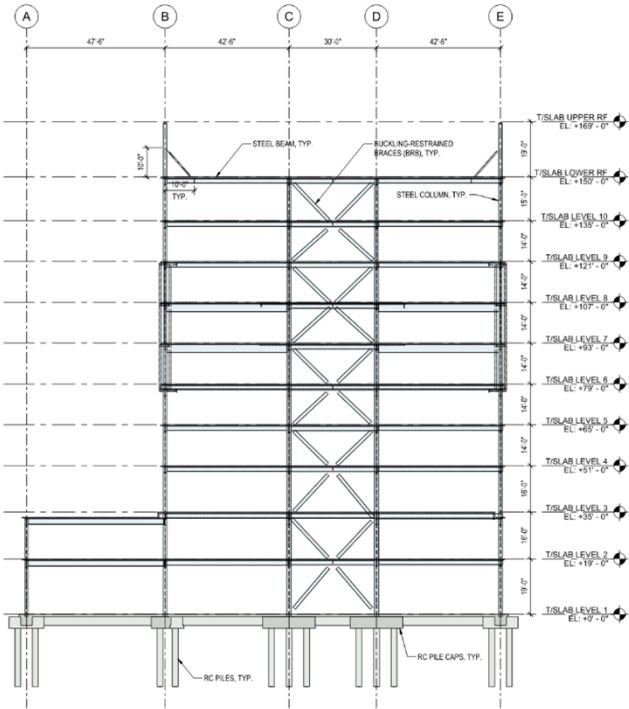 A B C D E
47'-6" 42'-6" 30'-0" 42'-6"
T/SLAB UPPER RF
EL: +169' - 0"
19'-0"
STEEL BEAM, TYP.
BUCKLING-RESTRAINED
BRACES (BRB), TYP.
10'-0"
T/SLAB LOWER RF
EL: +150' - 0"
10'-0"
TYP.
STEEL COLUMN, TYP.
15'-0"
T/SLAB LEVEL 10
EL: +135' - 0"
14'-0"
T/SLAB LEVEL 9
EL: +121' - 0"
14'-0"
T/SLAB LEVEL 8
EL: +107' - 0"
14'-0"
T/SLAB LEVEL 7
EL: +93' - 0"
14'-0"
T/SLAB LEVEL 6
EL: +79' - 0"
14'-0"
T/SLAB LEVEL 5
EL: +65' - 0"
14'-0"
T/SLAB LEVEL 4
EL: +51' - 0"
16'-0"
T/SLAB LEVEL 3
EL: +35' - 0"
16'-0"
T/SLAB LEVEL 2
EL: +19' - 0"
19'-0"
T/SLAB LEVEL 1
EL: +0' - 0"
RC PILE CAPS, TYP.
RC PILES, TYP.